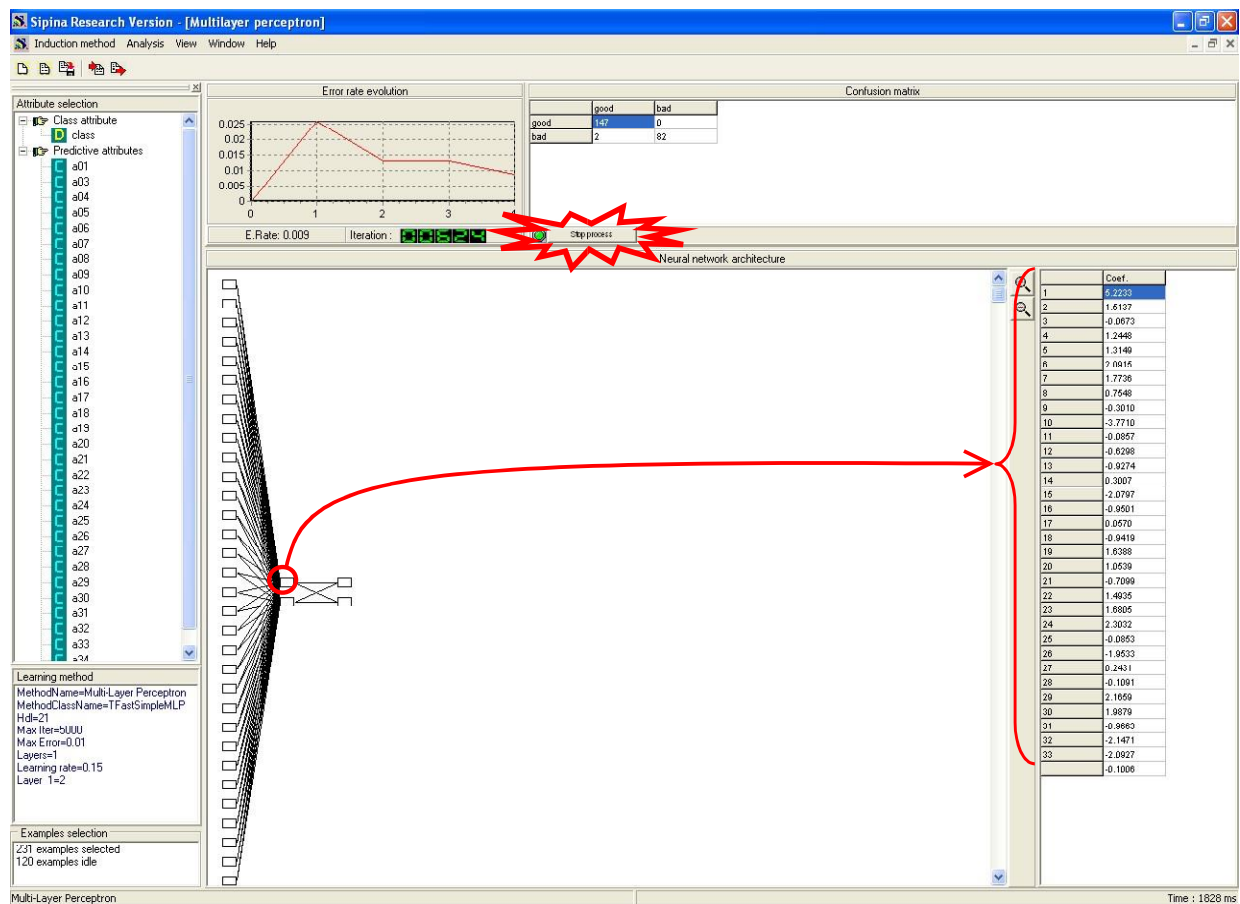 Sipina Research Version - [Multilayer perceptron]
Induction method Analysis View Window Help
Attribute selection
Class attribute
class
Predictive attributes
a01
a03
a04
a05
a06
a07
a08
a09
a10
a11
a12
a13
a14
a15
a16
a17
a18
a19
a20
a21
a22
a23
a24
a25
a26
a27
a28
a29
a30
a31
a32
a33
a34
Learning method
MethodName=Multi-Layer Perceptron
MethodClassName=TFastSimpleMLP
Hdl=21
Max Iter=5000
Max Error=0.01
Layers=1
Learning rate=0.15
Layer 1=2
Examples selection
231 examples selected
120 examples idle
Error rate evolution
0.025
0.02
0.015
0.01
0.005
0
0 1 2 3 4
E.Rate: 0.009 Iteration : Stop process
Confusion matrix
good bad
good 147 0
bad 2 82
Neural network architecture
Coef.
1 5.2233
2 1.5137
3 -0.0673
4 1.2448
5 1.3149
6 2.0915
7 1.7736
8 0.7548
9 -0.3010
10 -3.7710
11 -0.0857
12 -0.6298
13 -0.9274
14 0.3007
15 -2.0797
16 -0.9501
17 0.0570
18 -0.9419
19 1.6388
20 1.0539
21 -0.7099
22 1.4935
23 1.6805
24 2.3032
25 -0.0853
26 -1.9533
27 0.2431
28 -0.1091
29 2.1659
30 1.9879
31 -0.9663
32 -2.1471
33 -2.0927
-0.1006
Multi-Layer Perceptron
Time : 1828 ms